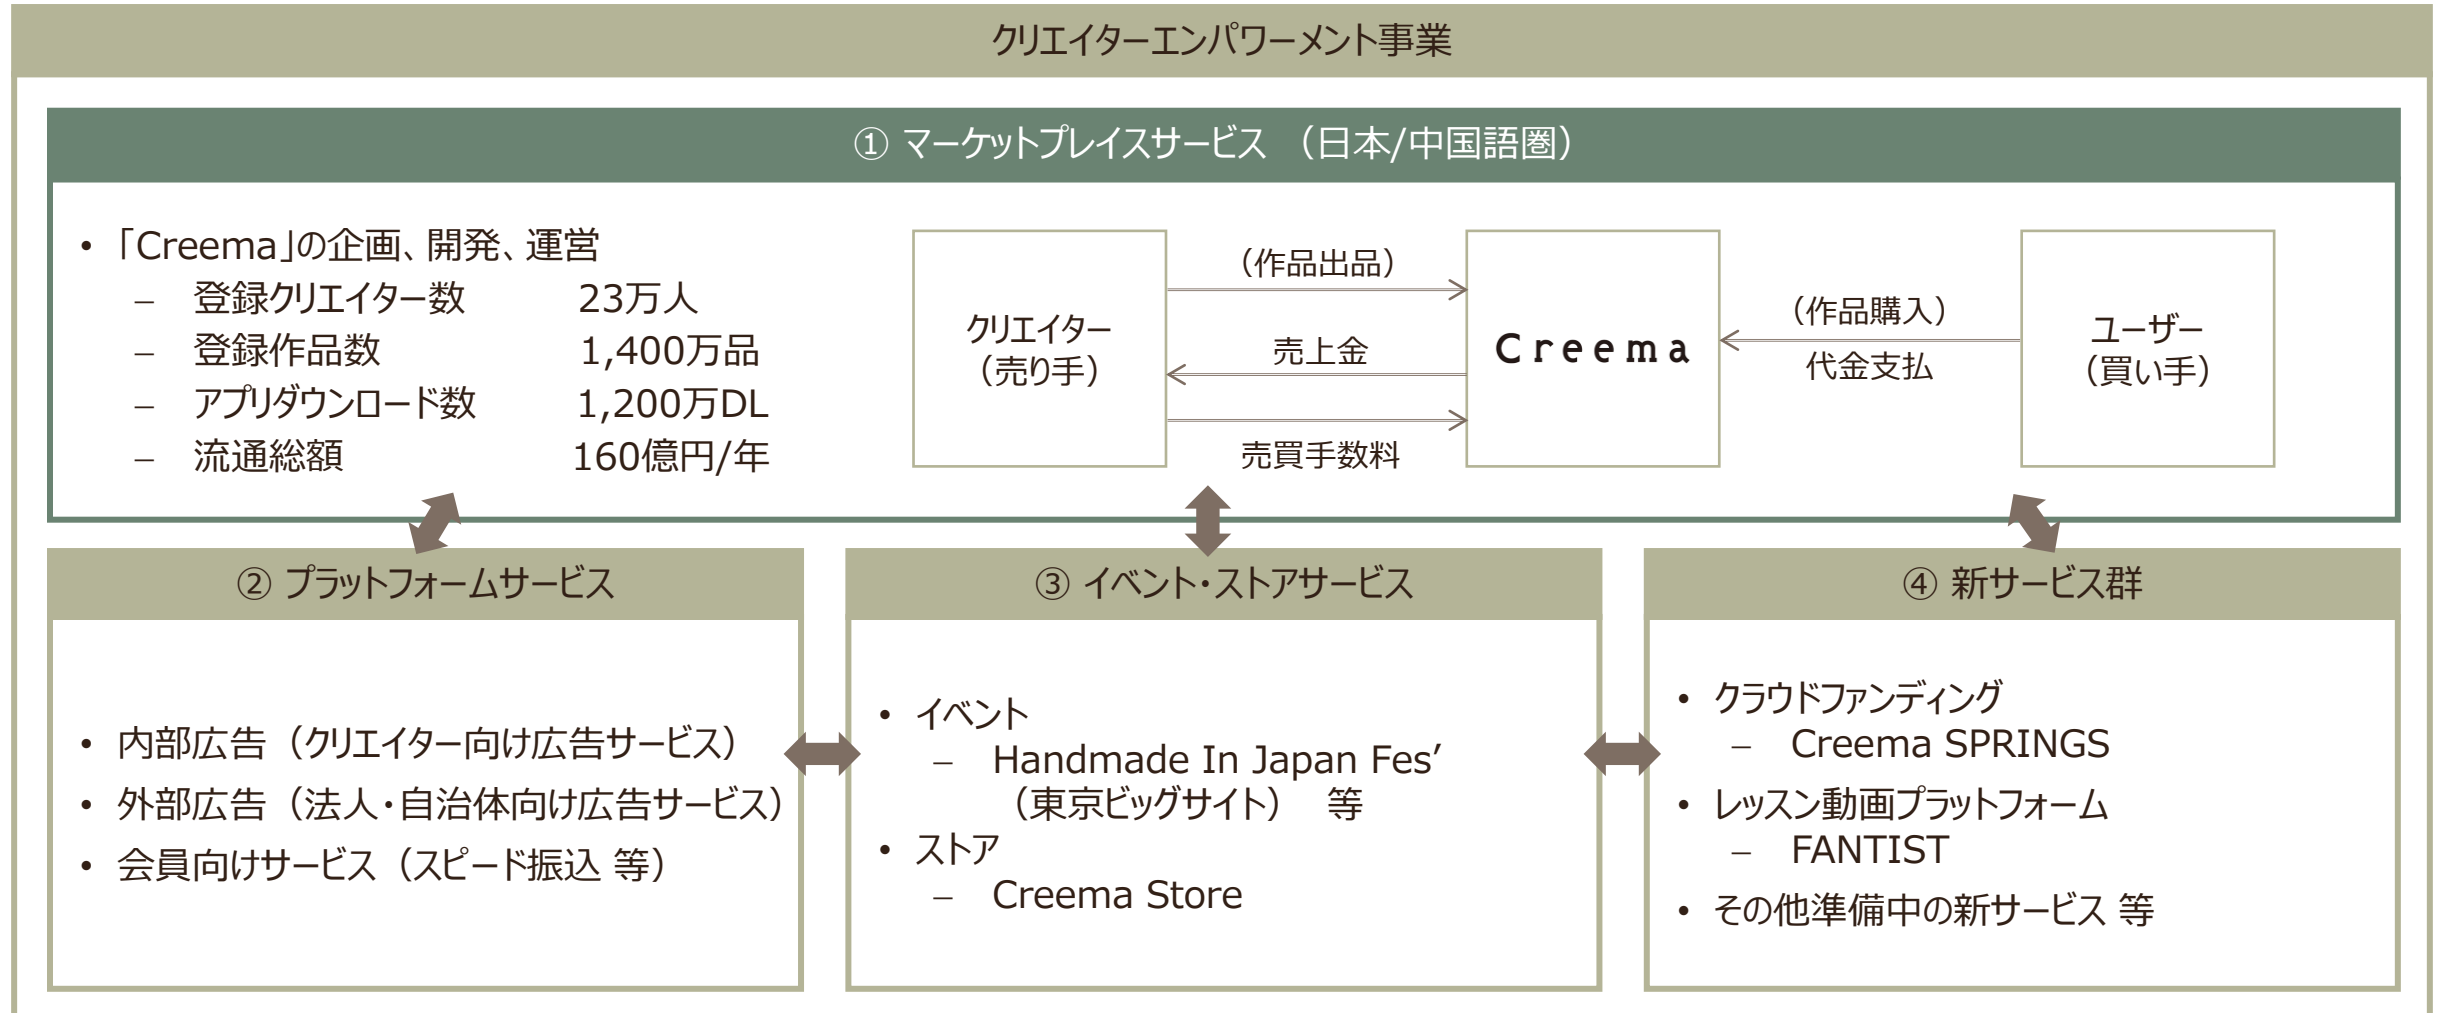 クリエイターエンパワーメント事業
① マーケットプレイスサービス （日本/中国語圏）
• 「Creema」の企画、開発、運営
– 登録クリエイター数 23万人
– 登録作品数 1,400万品
– アプリダウンロード数 1,200万DL
– 流通総額 160億円/年
クリエイター
（売り手）
（作品出品）
売上金
売買手数料
Creema
（作品購入）
代金支払
ユーザー
（買い手）
② プラットフォームサービス
• 内部広告（クリエイター向け広告サービス）
• 外部広告（法人・自治体向け広告サービス）
• 会員向けサービス（スピード振込 等）
③ イベント・ストアサービス
• イベント
– Handmade In Japan Fes’
（東京ビッグサイト） 等
• ストア
– Creema Store
④ 新サービス群
• クラウドファンディング
– Creema SPRINGS
• レッスン動画プラットフォーム
– FANTIST
• その他準備中の新サービス 等